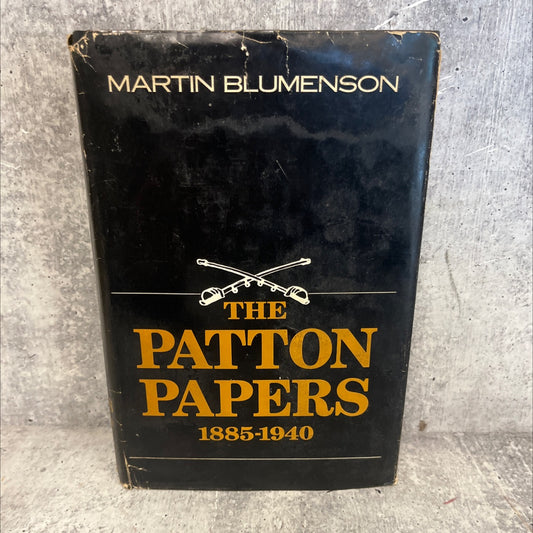 MARTIN BLUMENSON
THE
PATTON
PAPERS
1885-1940